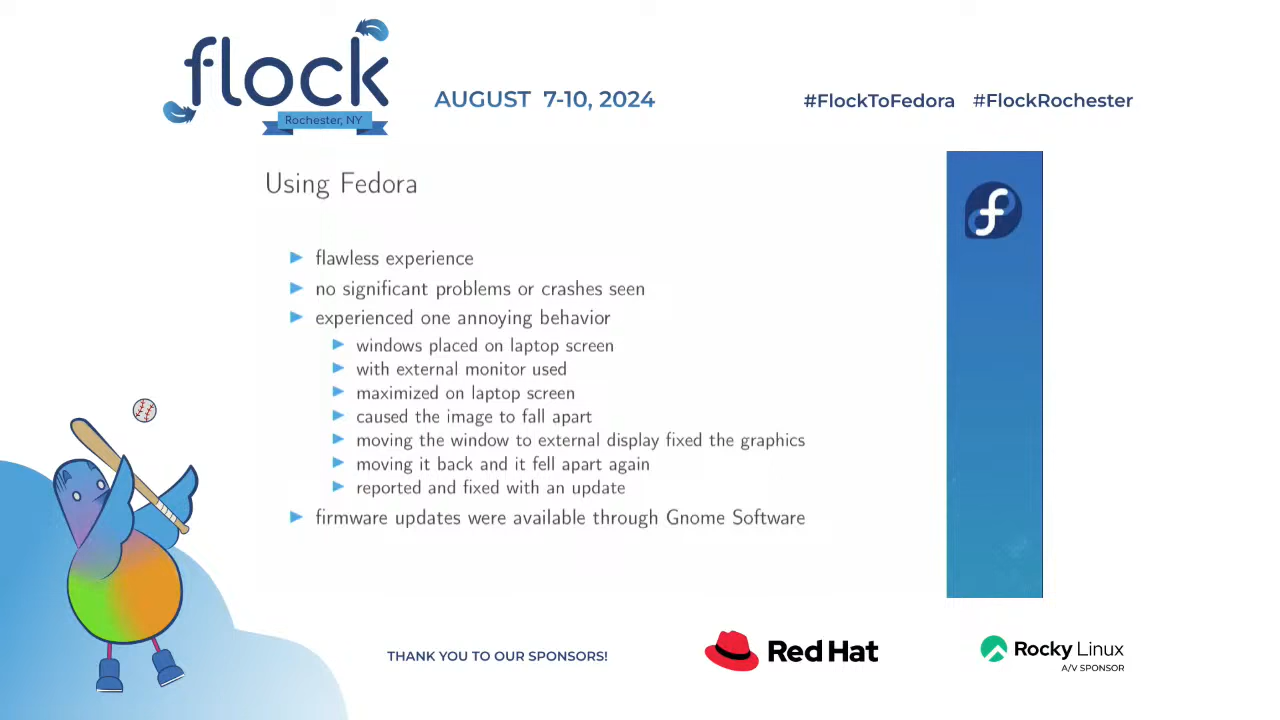 flock
Rochester, NY
AUGUST 7-10, 2024
#FlockToFedora #FlockRochester
Using Fedora
flawless experience
no significant problems or crashes seen
experienced one annoying behavior
windows placed on laptop screen
with external monitor used
maximized on laptop screen
caused the image to fall apart
moving the window to external display fixed the graphics
moving it back and it fell apart again
reported and fixed with an update
firmware updates were available through Gnome Software
THANK YOU TO OUR SPONSORS!
Red Hat
Rocky Linux
A/V SPONSOR